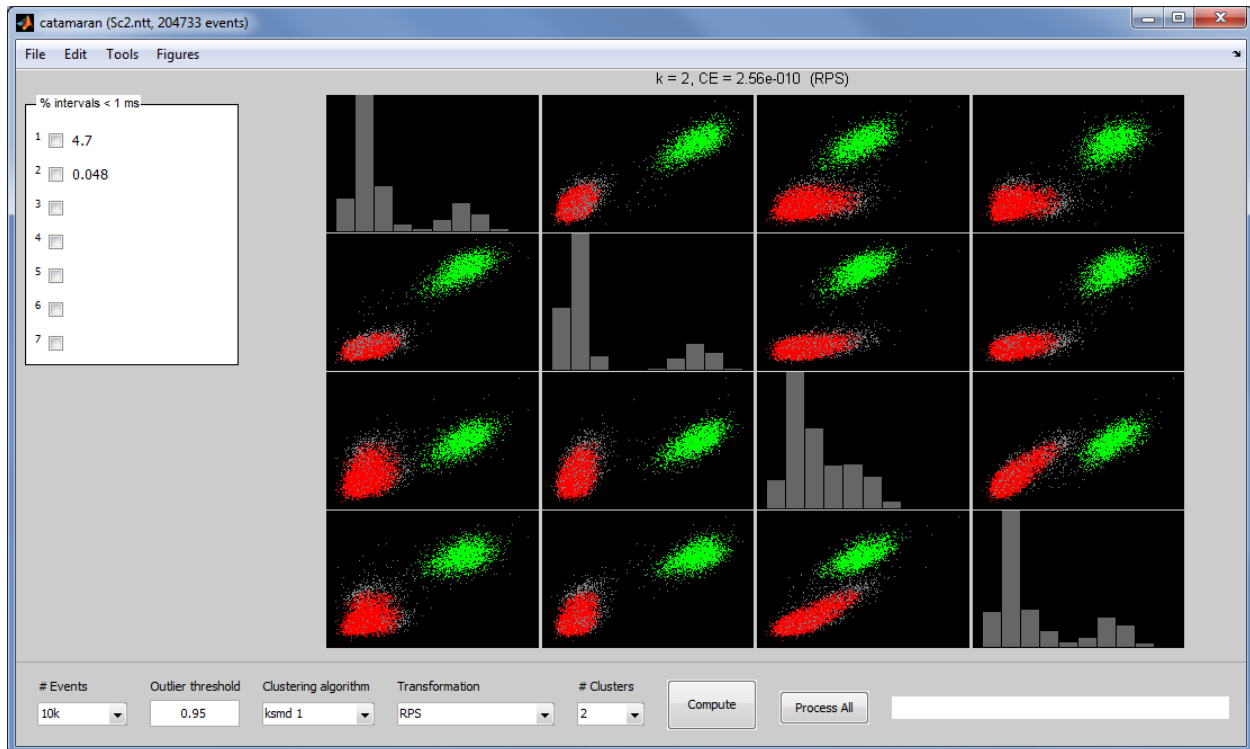 catamaran (Sc2.ntt, 204733 events)
File Edit Tools Figures
k = 2, CE = 2.56e-010 (RPS)
% intervals < 1 ms
1 4.7
2 0.048
3
4
5
6
7
# Events Outlier threshold Clustering algorithm Transformation # Clusters
10k 0.95 ksmd 1 RPS 2 Compute Process All